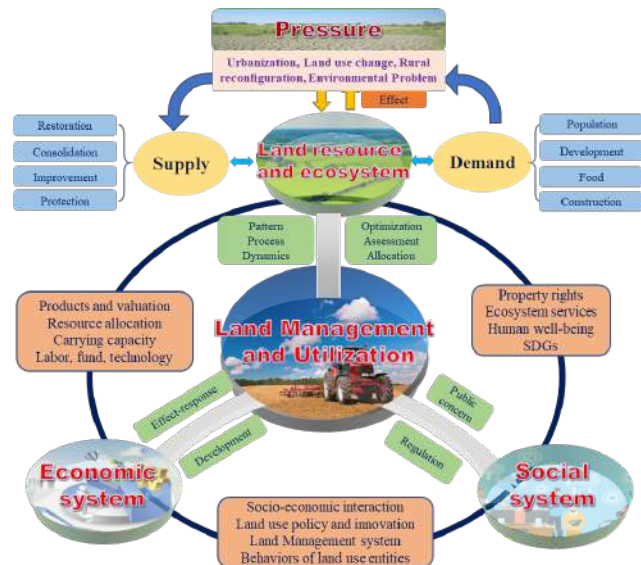 Pressure
Urbanization, Land use change, Rural
reconfiguration, Environmental Problem
Effect
Restoration
Consolidation
Improvement
Protection
Supply
Land resource
and ecosystem
Demand
Population
Development
Food
Construction
Pattern
Process
Dynamics
Optimization
Assessment
Allocation
Products and valuation
Resource allocation
Carrying capacity
Labor, fund, technology
Property rights
Ecosystem services
Human well-being
SDGs
Land Management
and Utilization
Effect-response
Development
Public
concern
Regulation
Economic
system
Social
system
Socio-economic interaction
Land use policy and innovation
Land Management system
Behaviors of land use entities